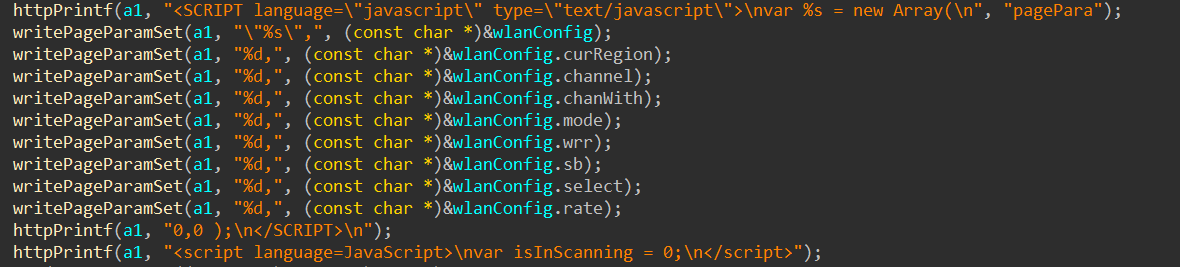 httpPrintf(a1, "<SCRIPT language=\"javascript\" type=\"text/javascript\">\nvar %s = new Array(\n", "pagePara");
writePageParamSet(a1, "\"%s\",", (const char *)&wlanConfig);
writePageParamSet(a1, "%d,", (const char *)&wlanConfig.curRegion);
writePageParamSet(a1, "%d,", (const char *)&wlanConfig.channel);
writePageParamSet(a1, "%d,", (const char *)&wlanConfig.chanWith);
writePageParamSet(a1, "%d,", (const char *)&wlanConfig.mode);
writePageParamSet(a1, "%d,", (const char *)&wlanConfig.wrr);
writePageParamSet(a1, "%d,", (const char *)&wlanConfig.sb);
writePageParamSet(a1, "%d,", (const char *)&wlanConfig.select);
writePageParamSet(a1, "%d,", (const char *)&wlanConfig.rate);
httpPrintf(a1, "0,0 );\n</SCRIPT>\n");
httpPrintf(a1, "<script language=JavaScript>\nvar isInScanning = 0;\n</script>");